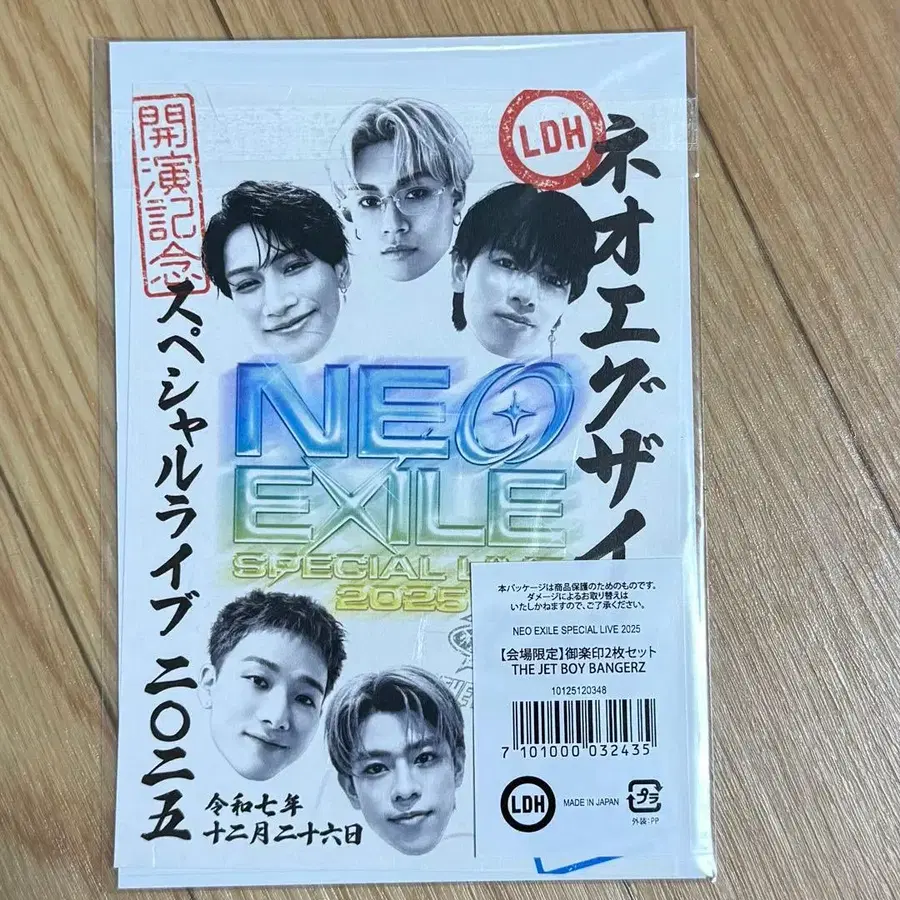 開演記念
LDH
ネオエグザイ
スペシャルライブ 二〇二五
NEO
EXILE
SPECIAL LIVE
2025
令和七年
十二月二十六日
本パッケージは商品保護のためのものです。
ダメージによるお取り替えは
いたしかねますので、ご了承ください。
NEO EXILE SPECIAL LIVE 2025
【会場限定】御楽印2枚セット
THE JET BOY BANGERZ
10125120348
7 101000 032435
LDH
MADE IN JAPAN
プラ
外装:PP